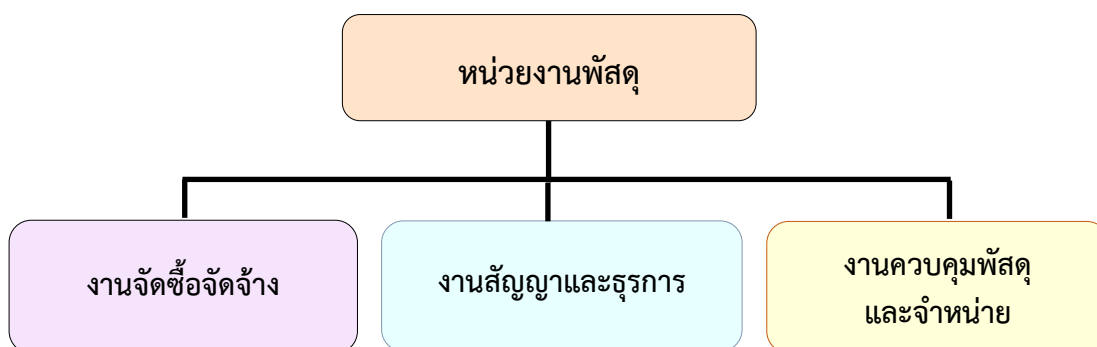 หน่วยงานพัสดุ
งานจัดซื้อจัดจ้าง
งานสัญญาและธุรการ
งานควบคุมพัสดุ
และจำหน่าย